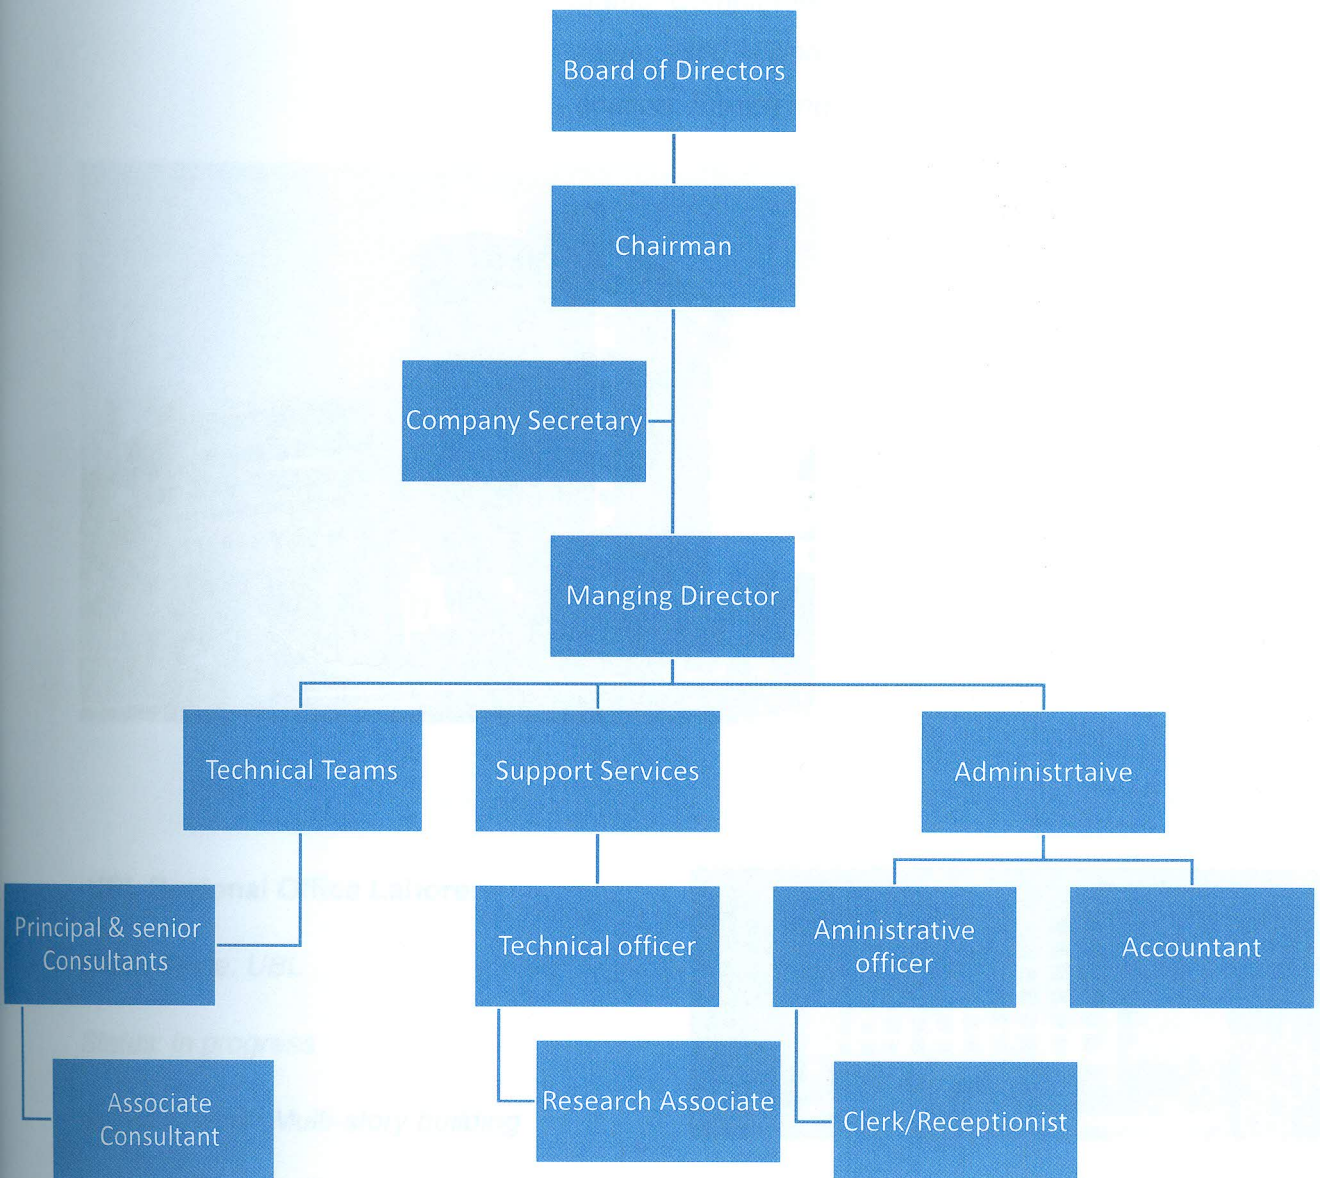 Board of Directors
Chairman
Company Secretary
Manging Director
Technical Teams
Support Services
Administrtaive
Principal & senior
Consultants
Technical officer
Aministrative
officer
Accountant
Associate
Consultant
Research Associate
Clerk/Receptionist